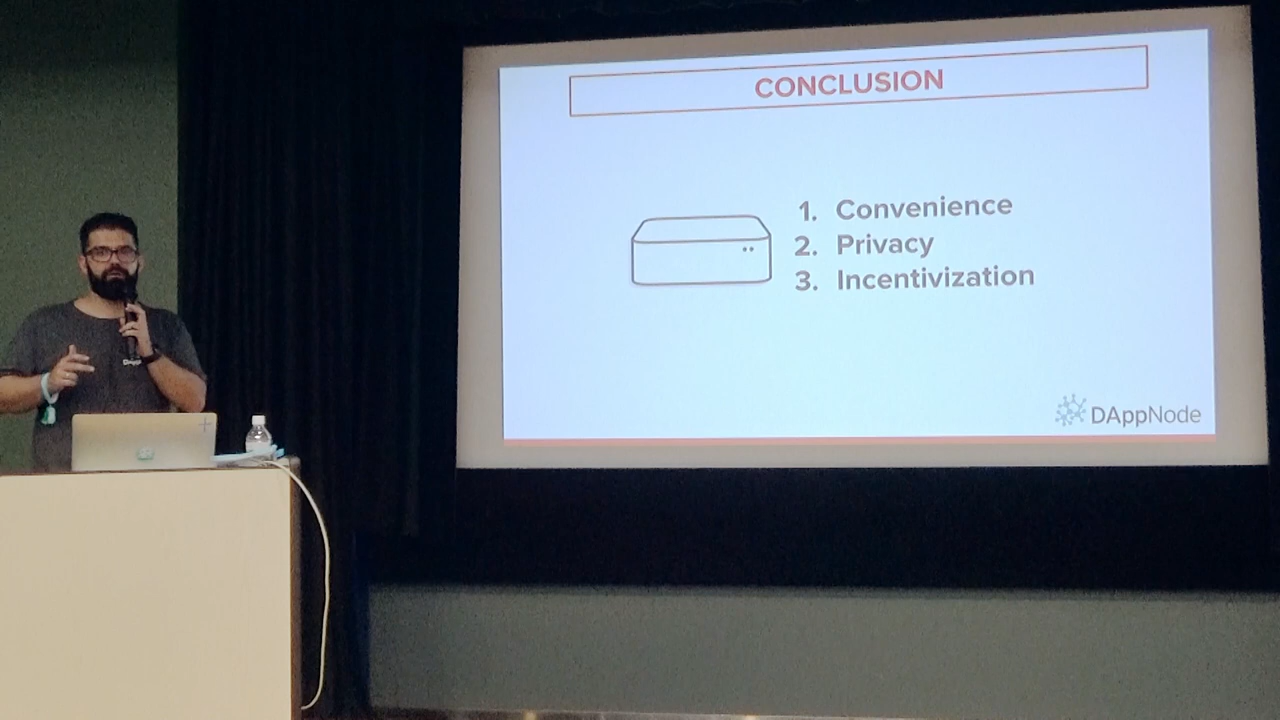 CONCLUSION
1. Convenience
2. Privacy
3. Incentivization
DAppNode